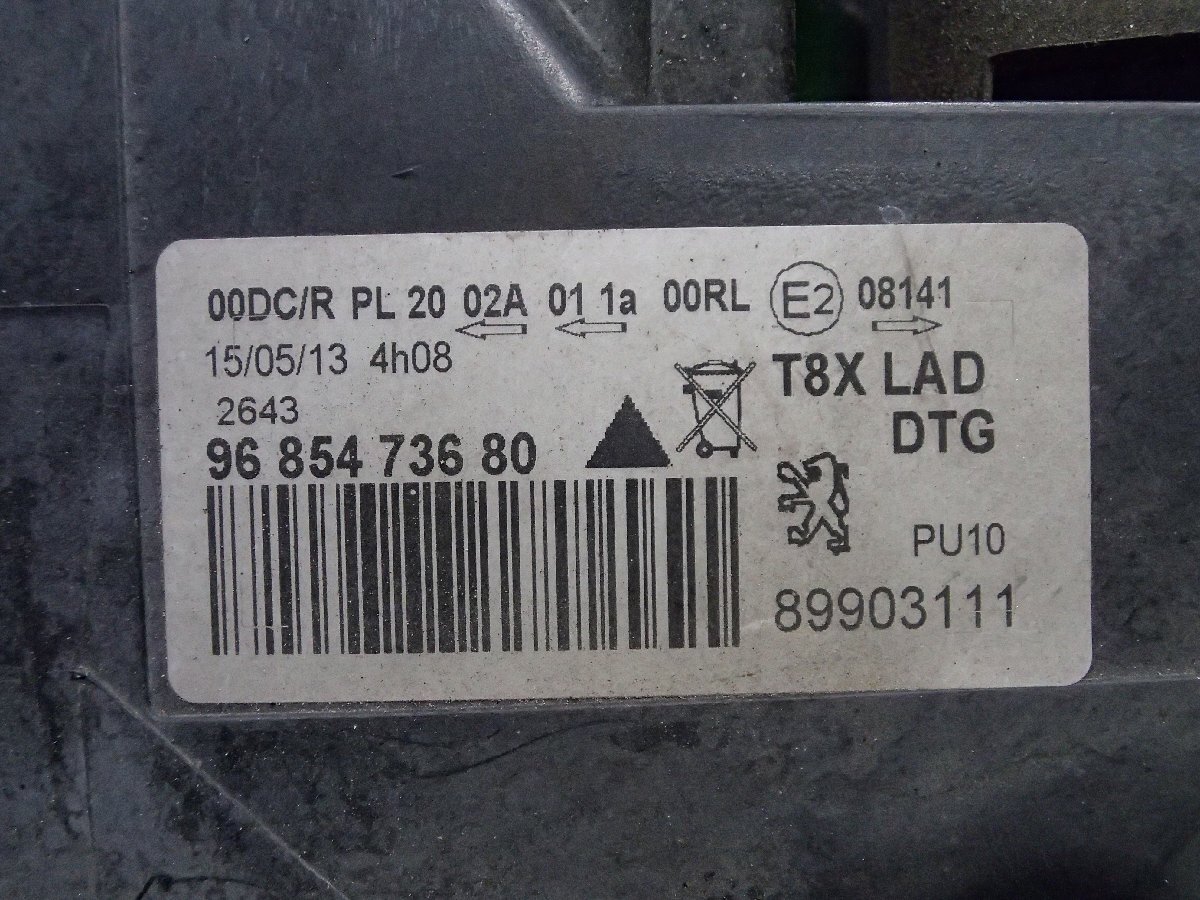 00DC/R PL 20 02A 01 1a 00RL E2 08141
15/05/13 4h08
2643
96 854 736 80
T8X LAD
DTG
PU10
89903111